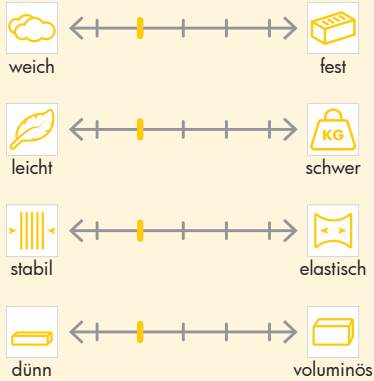 weich fest
KG
leicht schwer
stabil elastisch
dünn voluminös